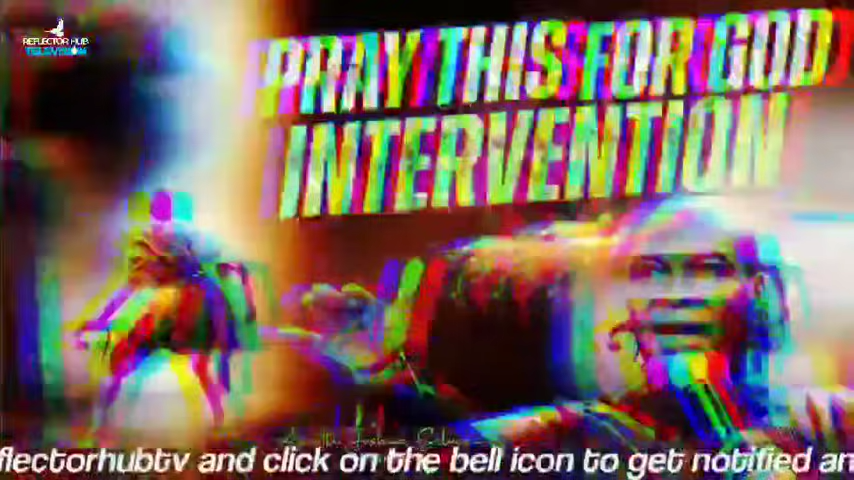 REFLECTOR HUB
TELEVISION
PRAY THIS FOR GOD
INTERVENTION
flectorhubtv and click on the bell icon to get notified an